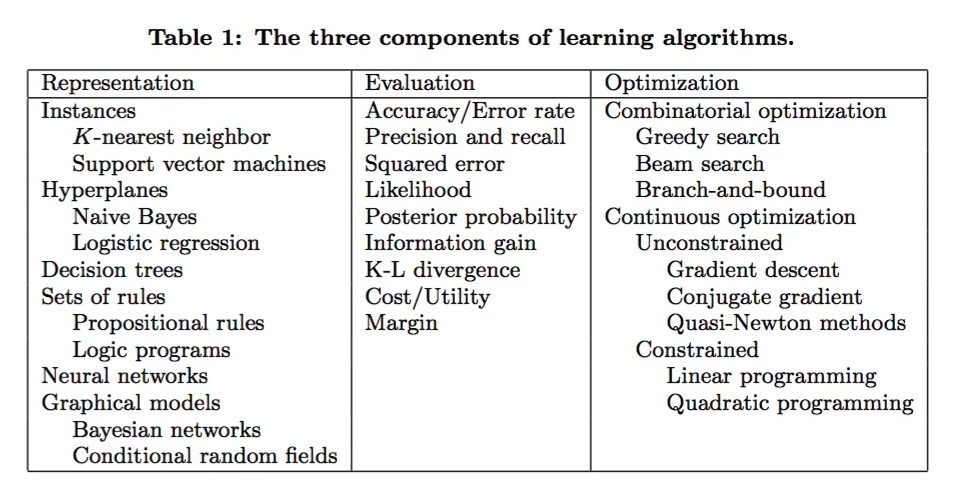 Table 1: The three components of learning algorithms.
Representation Evaluation Optimization
Instances Accuracy/Error rate Combinatorial optimization
K-nearest neighbor Precision and recall Greedy search
Support vector machines Squared error Beam search
Hyperplanes Likelihood Branch-and-bound
Naive Bayes Posterior probability Continuous optimization
Logistic regression Information gain Unconstrained
Decision trees K-L divergence Gradient descent
Sets of rules Cost/Utility Conjugate gradient
Propositional rules Margin Quasi-Newton methods
Logic programs Constrained
Neural networks Linear programming
Graphical models Quadratic programming
Bayesian networks
Conditional random fields